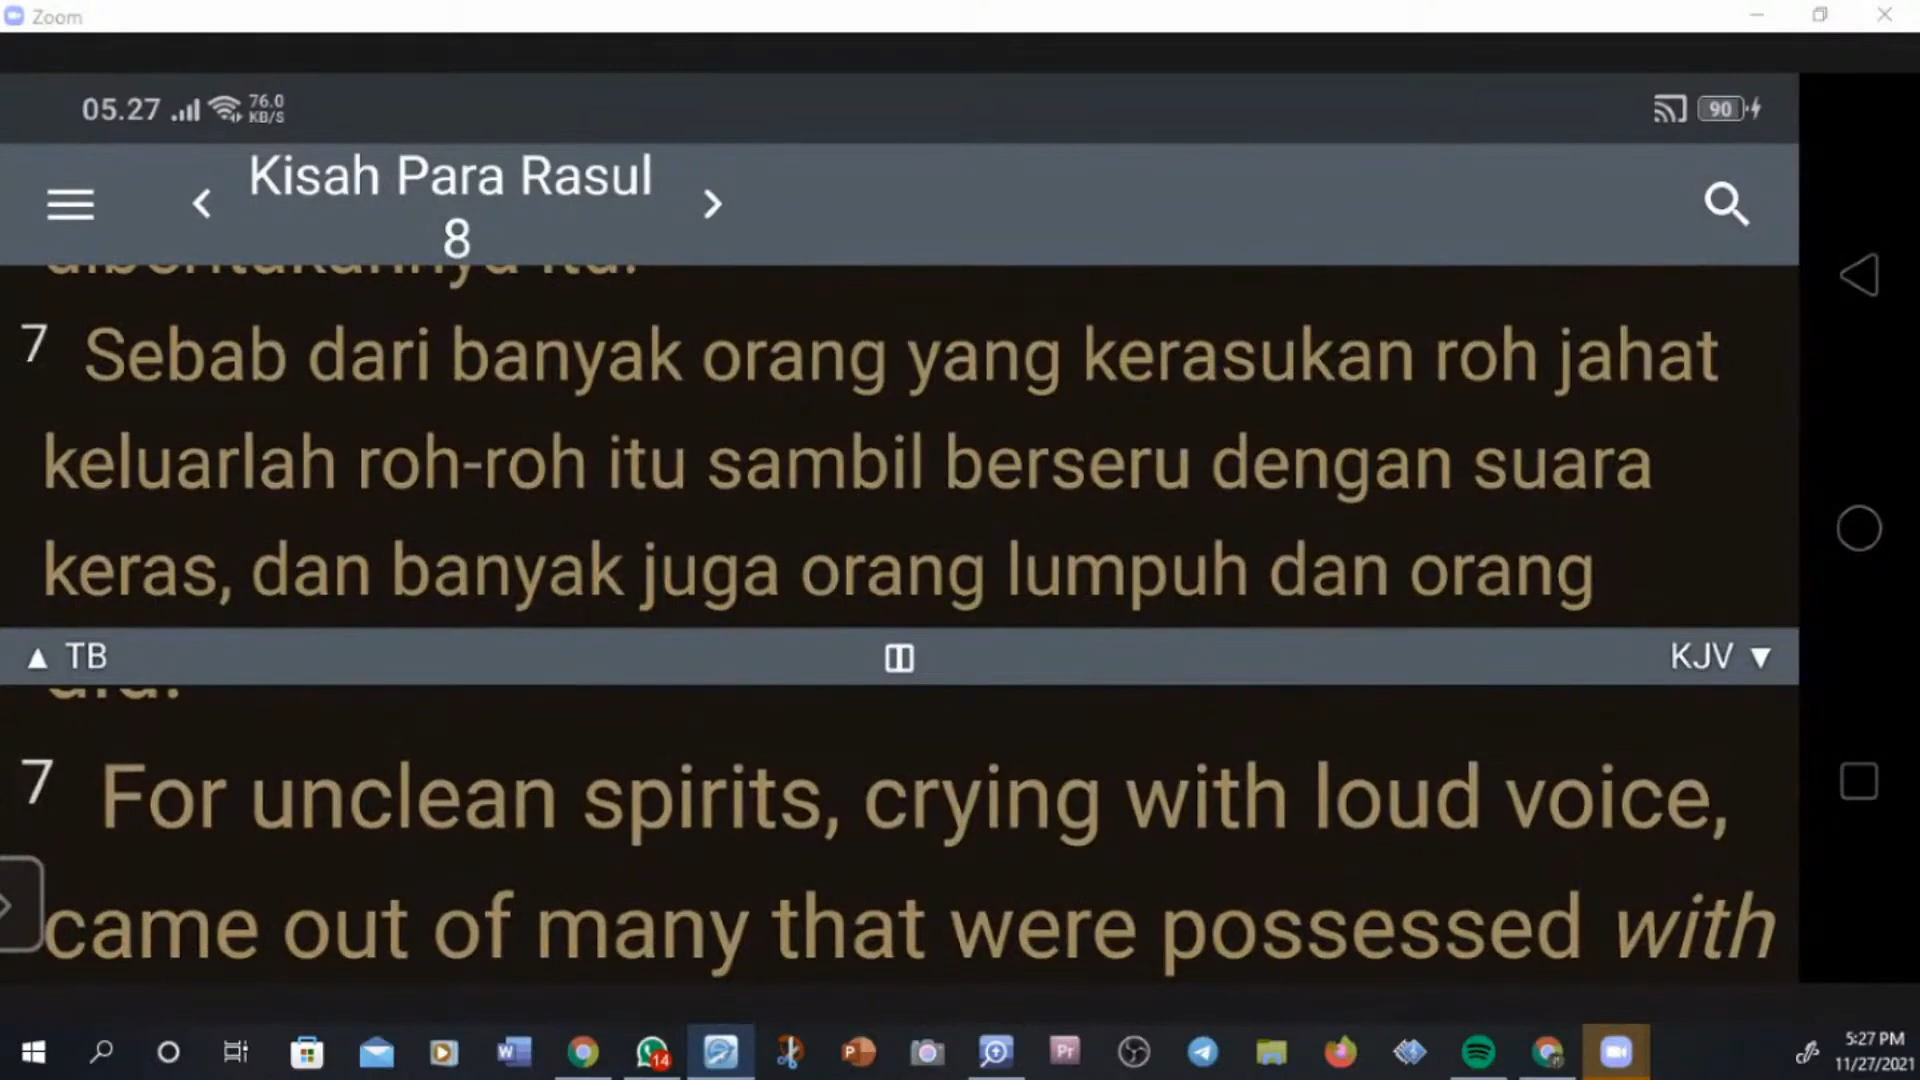 Zoom
05.27 76.0 KB/S 90
Kisah Para Rasul
8
7 Sebab dari banyak orang yang kerasukan roh jahat
keluarlah roh-roh itu sambil berseru dengan suara
keras, dan banyak juga orang lumpuh dan orang
▲ TB KJV ▼
7 For unclean spirits, crying with loud voice,
came out of many that were possessed with
14
5:27 PM
11/27/2021